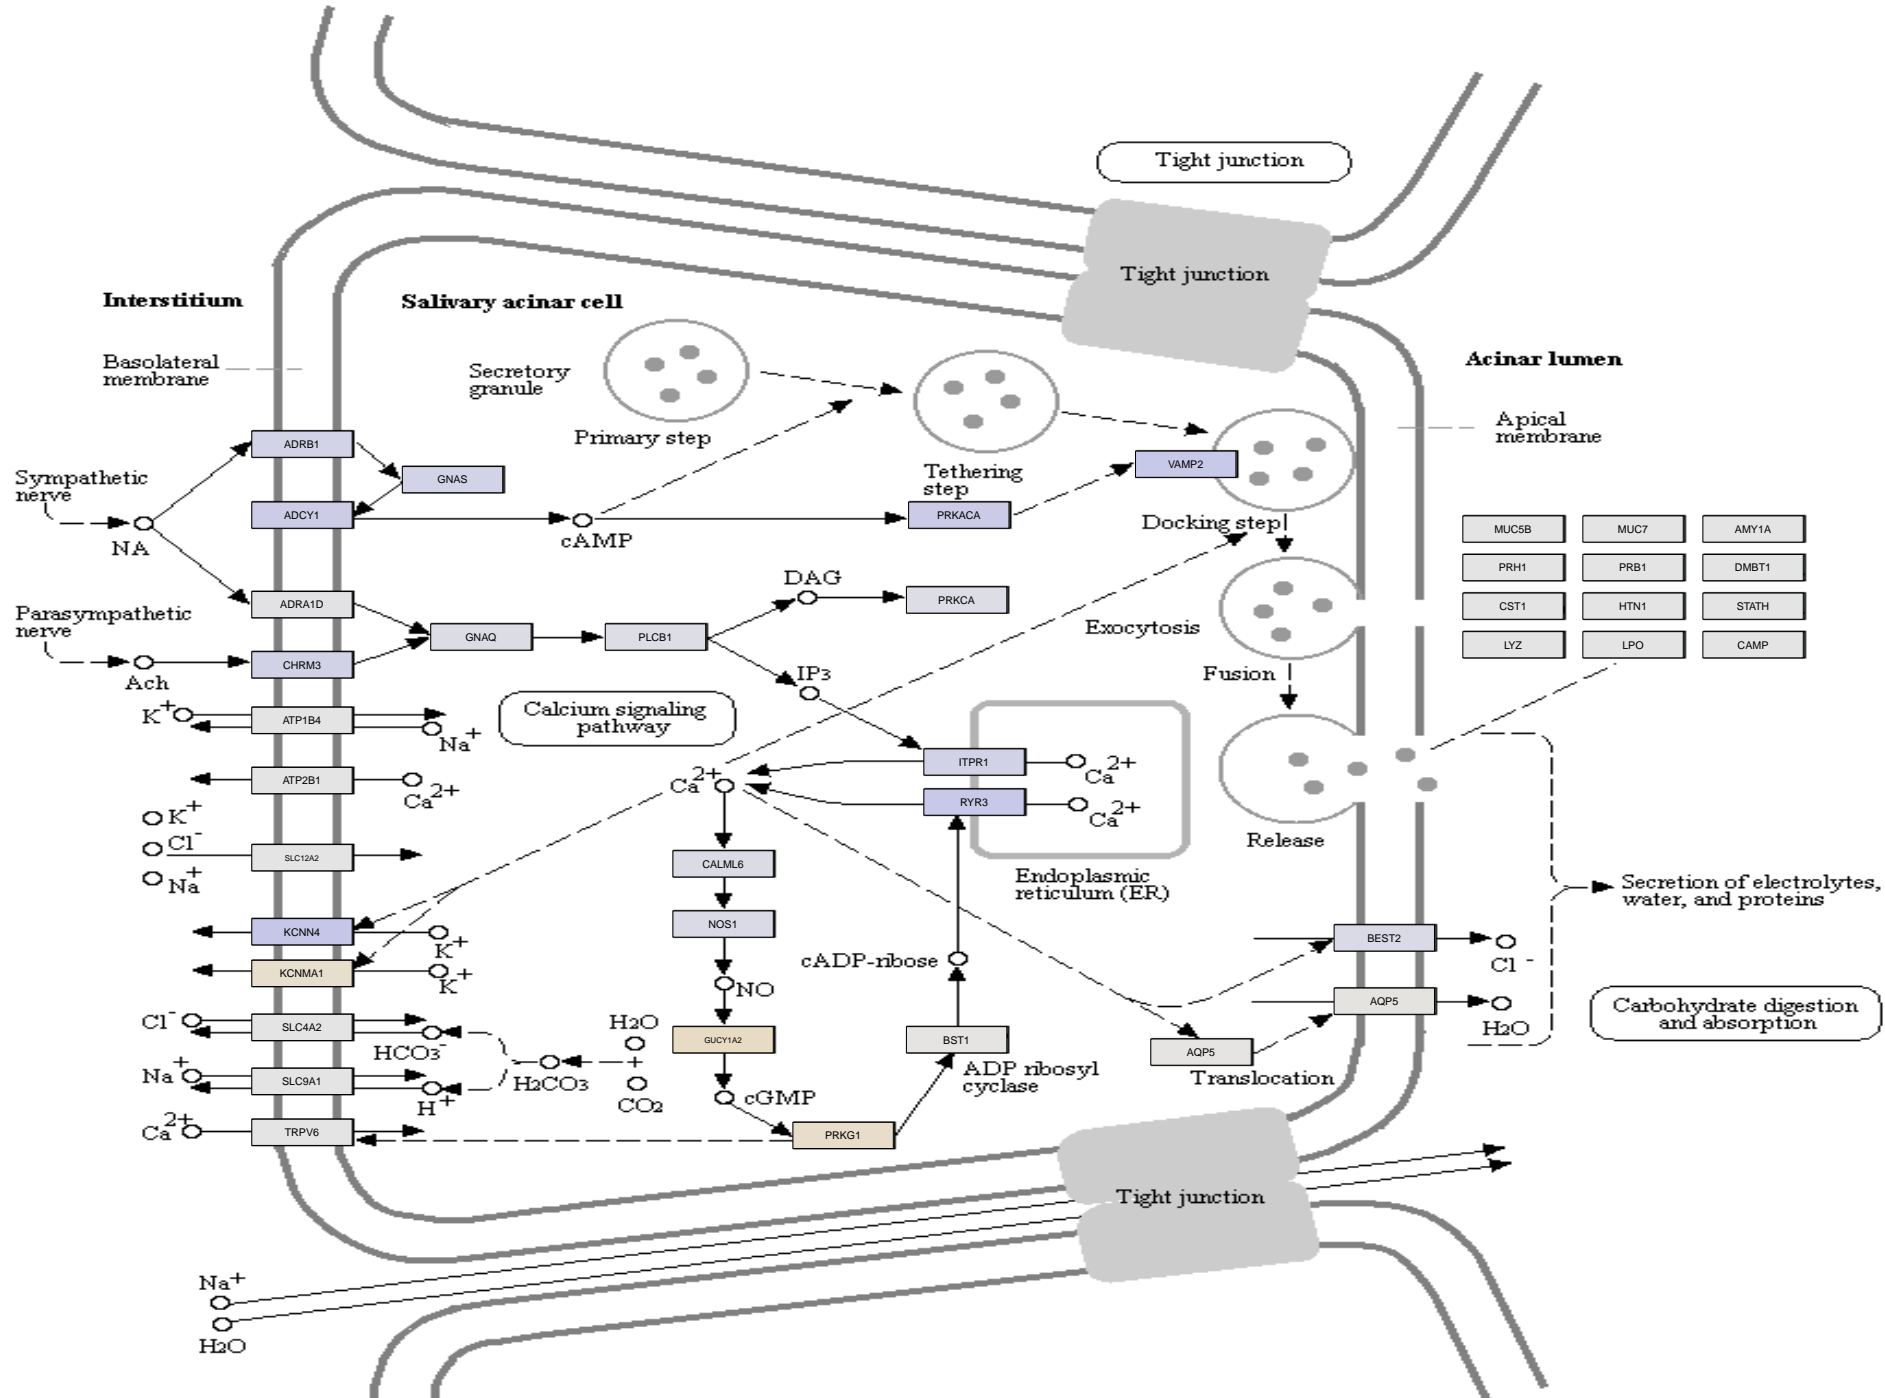 Tight junction
Tight junction
Interstitium
Salivary acinar cell
Basolateral
membrane
Secretory
granule
Primary step
Acinar lumen
Apical
membrane
ADRB1
GNAS
VAMP2
Tethering
step
Sympathetic
nerve
NA
ADCY1
cAMP
PRKACA
Docking step
MUC5B
MUC7
AMY1A
PRH1
PRB1
DMBT1
CST1
HTN1
STATH
LYZ
LPO
CAMP
DAG
PRKCA
ADRA1D
Parasympathetic
nerve
Ach
GNAQ
PLCB1
CHRM3
Exocytosis
IP3
Fusion
K+
ATP1B4
Na+
Calcium signaling
pathway
ATP2B1
Ca2+
Ca2+
ITPR1
Ca2+
RYR3
Ca2+
K+
Cl-
Na+
SLC12A2
Release
CALML6
Endoplasmic
reticulum (ER)
Secretion of electrolytes,
water, and proteins
KCNN4
K+
NOS1
BEST2
Cl-
KCNMA1
K+
cADP-ribose
NO
AQP5
H2O
Carbohydrate digestion
and absorption
Cl-
SLC4A2
HCO3-
H2O
+
CO2
H2CO3
GUCY1A2
BST1
ADP ribosyl
cyclase
AQP5
Translocation
Na+
SLC9A1
H+
cGMP
Ca2+
TRPV6
PRKG1
Tight junction
Na+
H2O